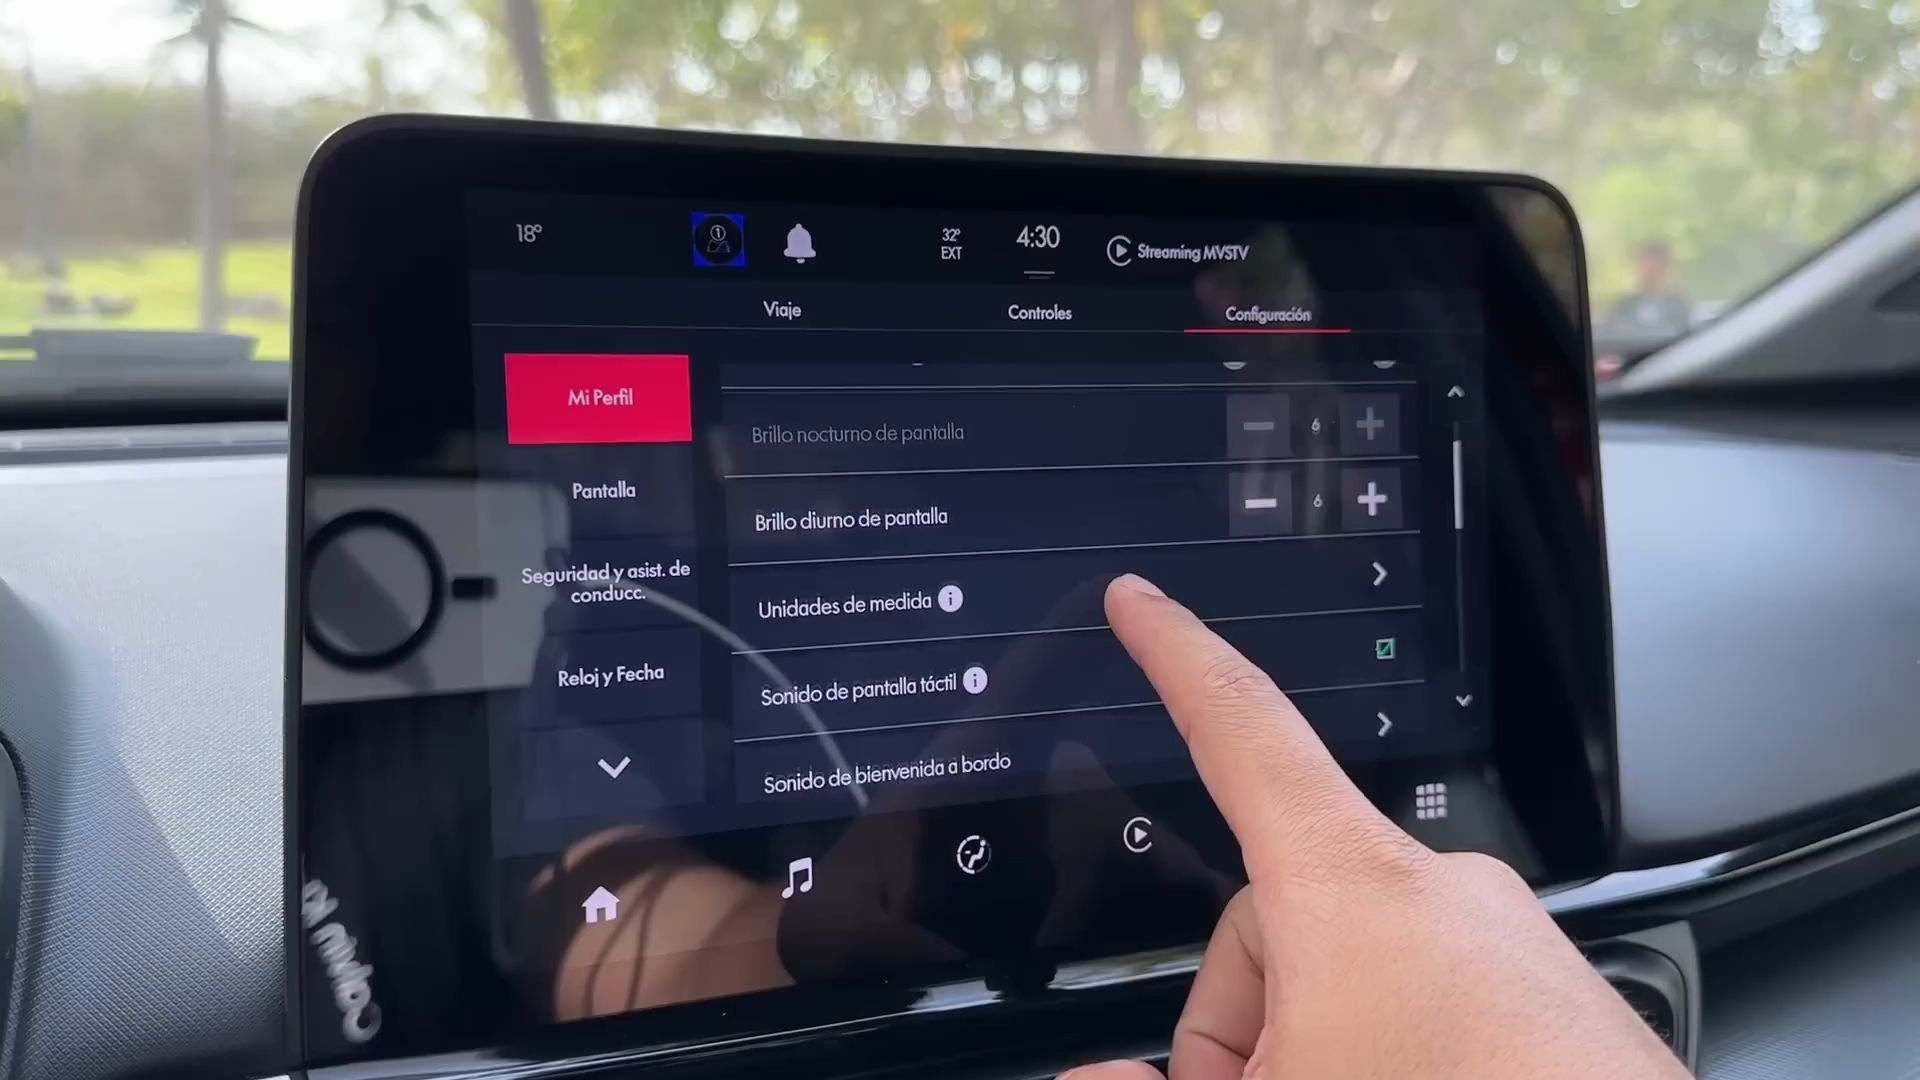 18°
1
32°
EXT
4:30
Streaming MVSTV
Viaje
Controles
Configuración
Mi Perfil
Pantalla
Seguridad y asist. de
conducc.
Reloj y Fecha
Brillo nocturno de pantalla
6
Brillo diurno de pantalla
6
Unidades de medida
Sonido de pantalla táctil
Sonido de bienvenida a bordo